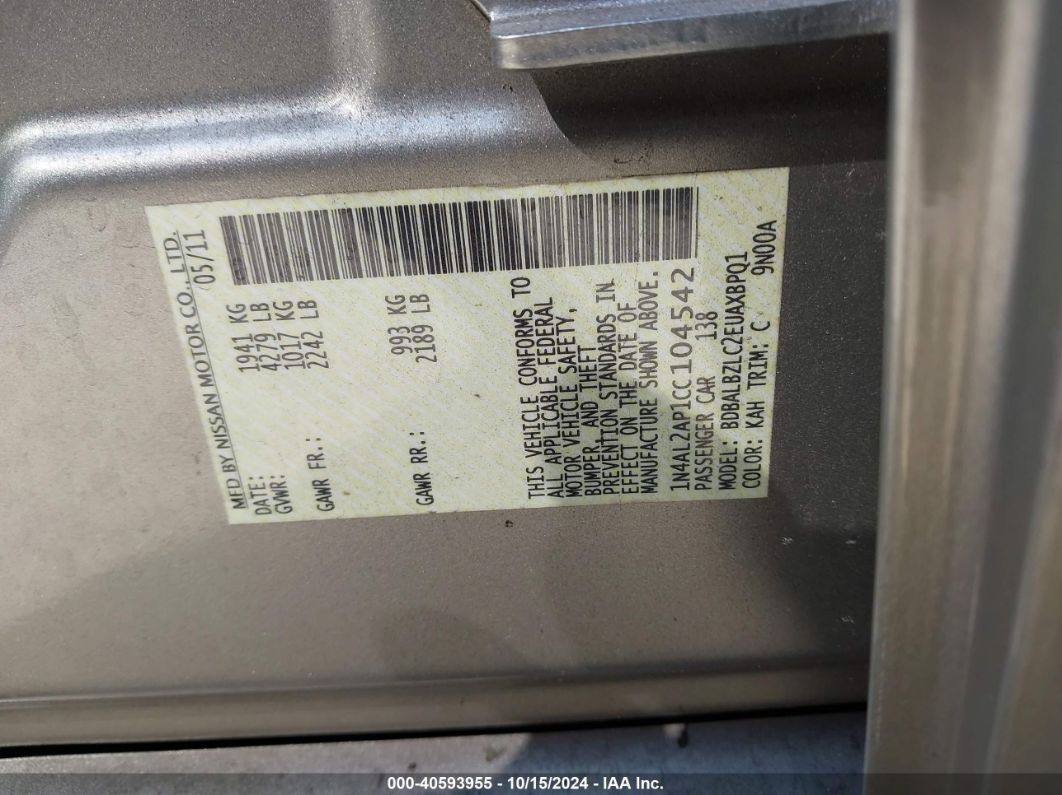 MFD BY NISSAN MOTOR CO., LTD.
DATE: 05/11
GVWR: 1941 KG
4279 LB
GAWR FR.: 1017 KG
2242 LB
GAWR RR.: 993 KG
2189 LB
THIS VEHICLE CONFORMS TO
ALL APPLICABLE FEDERAL
MOTOR VEHICLE SAFETY,
BUMPER, AND THEFT
PREVENTION STANDARDS IN
EFFECT ON THE DATE OF
MANUFACTURE SHOWN ABOVE.
1N4AL2AP1CC104542
PASSENGER CAR 138
MODEL: BDBALBZLC2EUAXBPQ1
COLOR: KAH TRIM: C 9N00A
000-40593955 - 10/15/2024 - IAA Inc.